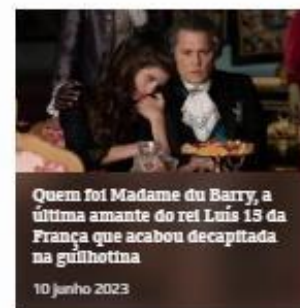 Quem foi Madame du Barry, a
última amante do rei Luís 15 da
França que acabou decapitada
na guilhotina
10 junho 2023